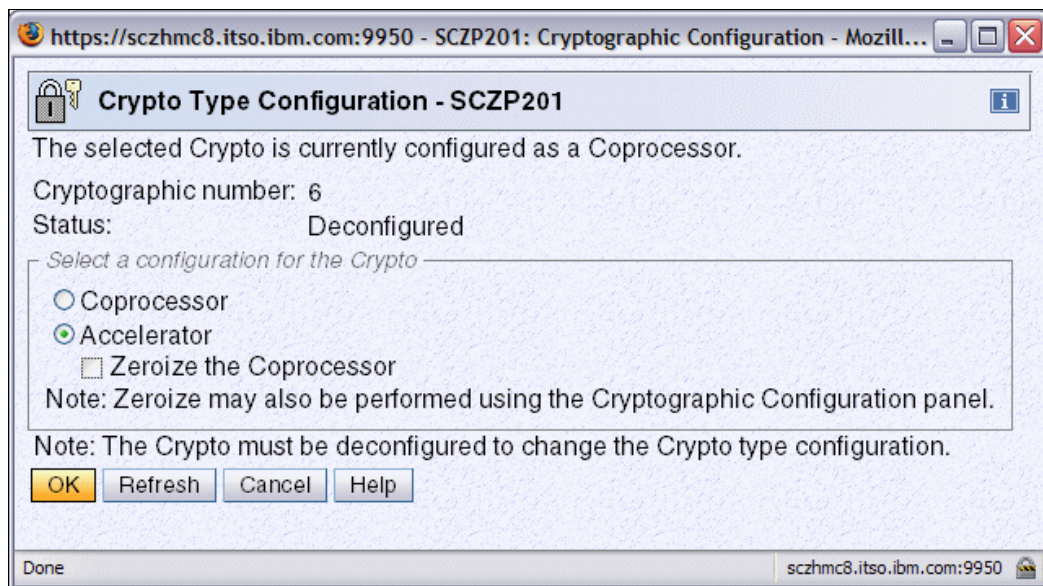 https://sczhmc8.itso.ibm.com:9950 - SCZP201: Cryptographic Configuration - Mozill...
Crypto Type Configuration - SCZP201
i
The selected Crypto is currently configured as a Coprocessor.
Cryptographic number: 6
Status: Deconfigured
Select a configuration for the Crypto
Coprocessor
Accelerator
Zeroize the Coprocessor
Note: Zeroize may also be performed using the Cryptographic Configuration panel.
Note: The Crypto must be deconfigured to change the Crypto type configuration.
OK Refresh Cancel Help
Done sczhmc8.itso.ibm.com:9950